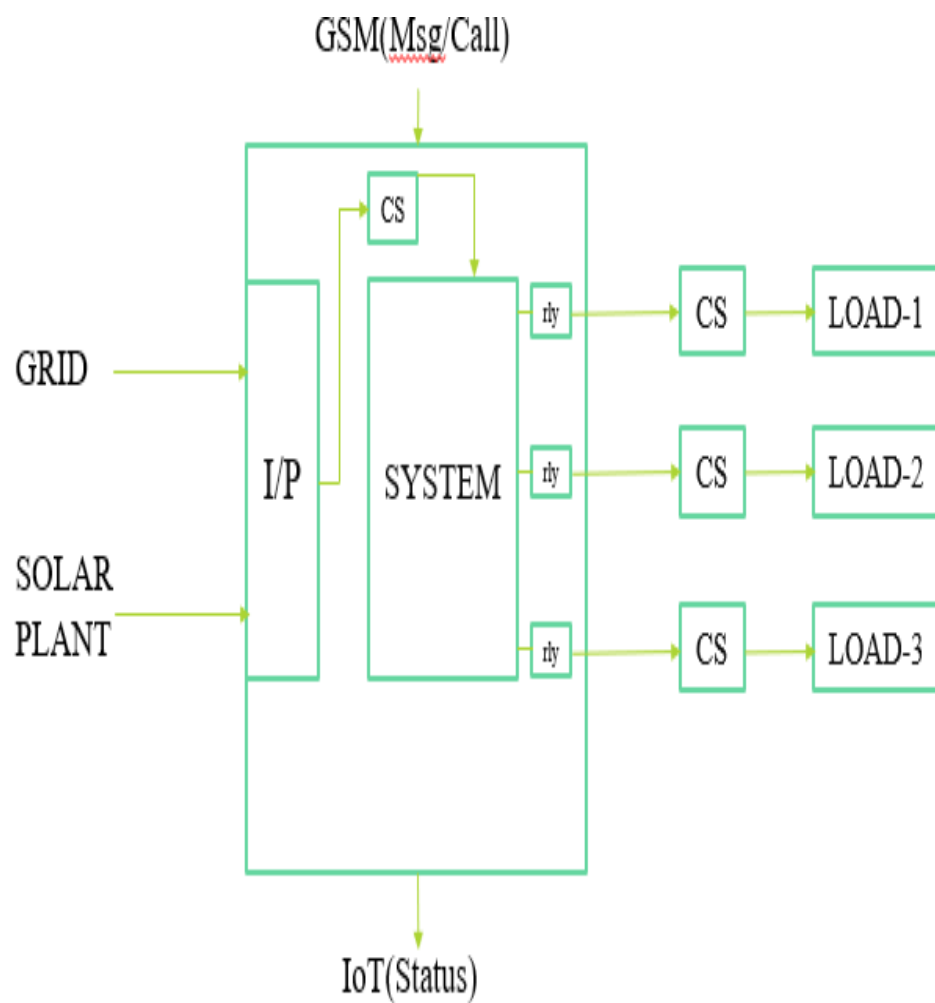 GSM(Msg/Call)
CS
rly
CS
LOAD-1
GRID
I/P
SYSTEM
rly
CS
LOAD-2
SOLAR
PLANT
rly
CS
LOAD-3
IoT(Status)